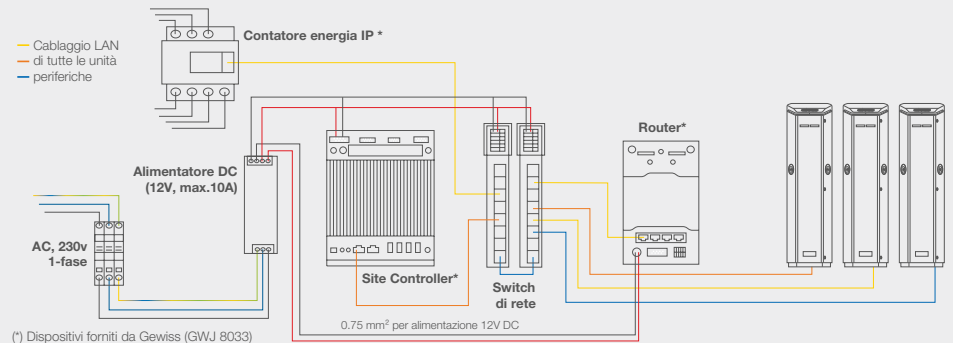 Contatore energia IP *
Cablaggio LAN
di tutte le unità
periferiche
Router*
Alimentatore DC
(12V, max.10A)
AC, 230v
1-fase
Site Controller*
Switch
di rete
0.75 mm² per alimentazione 12V DC
(*) Dispositivi forniti da Gewiss (GWJ 8033)